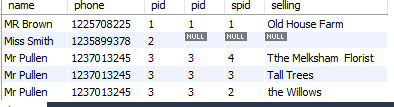 name phone pid pid spid selling
MR Brown 1225708225 1 1 1 Old House Farm
Miss Smith 1235899378 2 NULL NULL NULL
Mr Pullen 1237013245 3 3 4 Tthe Melksham Florist
Mr Pullen 1237013245 3 3 3 Tall Trees
Mr Pullen 1237013245 3 3 2 the Willows